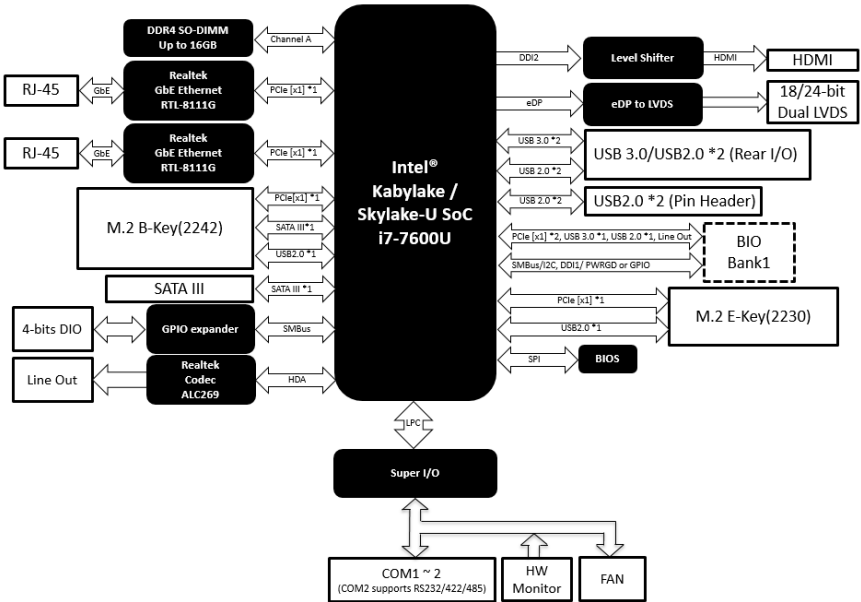 DDR4 SO-DIMM
Up to 16GB
Channel A
RJ-45
GbE
Realtek
GbE Ethernet
RTL-8111G
PCIe [x1] *1
RJ-45
GbE
Realtek
GbE Ethernet
RTL-8111G
PCIe [x1] *1
M.2 B-Key(2242)
PCIe[x1] *1
SATA III*1
USB2.0 *1
SATA III
SATA III *1
4-bits DIO
GPIO expander
SMBus
Line Out
Realtek
Codec
ALC269
HDA
Intel®
Kabylake /
Skylake-U SoC
i7-7600U
DDI2
Level Shifter
HDMI
HDMI
eDP
eDP to LVDS
18/24-bit
Dual LVDS
USB 3.0 *2
USB 2.0 *2
USB 3.0/USB2.0 *2 (Rear I/O)
USB 2.0 *2
USB2.0 *2 (Pin Header)
PCIe [x1] *2, USB 3.0 *1, USB 2.0 *1, Line Out
SMBus/I2C, DDI1/ PWRGD or GPIO
BIO
Bank1
PCIe [x1] *1
USB2.0 *1
M.2 E-Key(2230)
SPI
BIOS
LPC
Super I/O
COM1 ~ 2
(COM2 supports RS232/422/485)
HW
Monitor
FAN